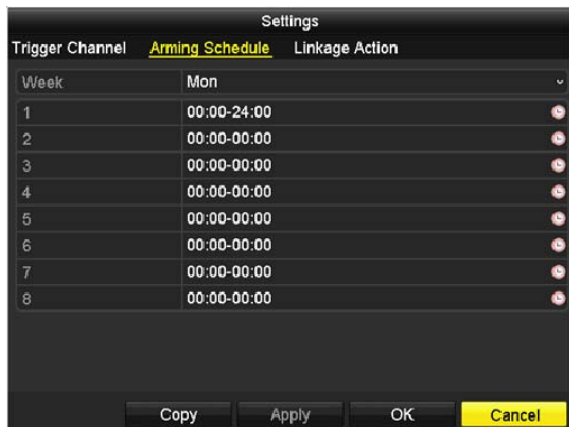 Settings
Trigger Channel Arming Schedule Linkage Action
Week Mon
1 00:00-24:00
2 00:00-00:00
3 00:00-00:00
4 00:00-00:00
5 00:00-00:00
6 00:00-00:00
7 00:00-00:00
8 00:00-00:00
Copy Apply OK Cancel